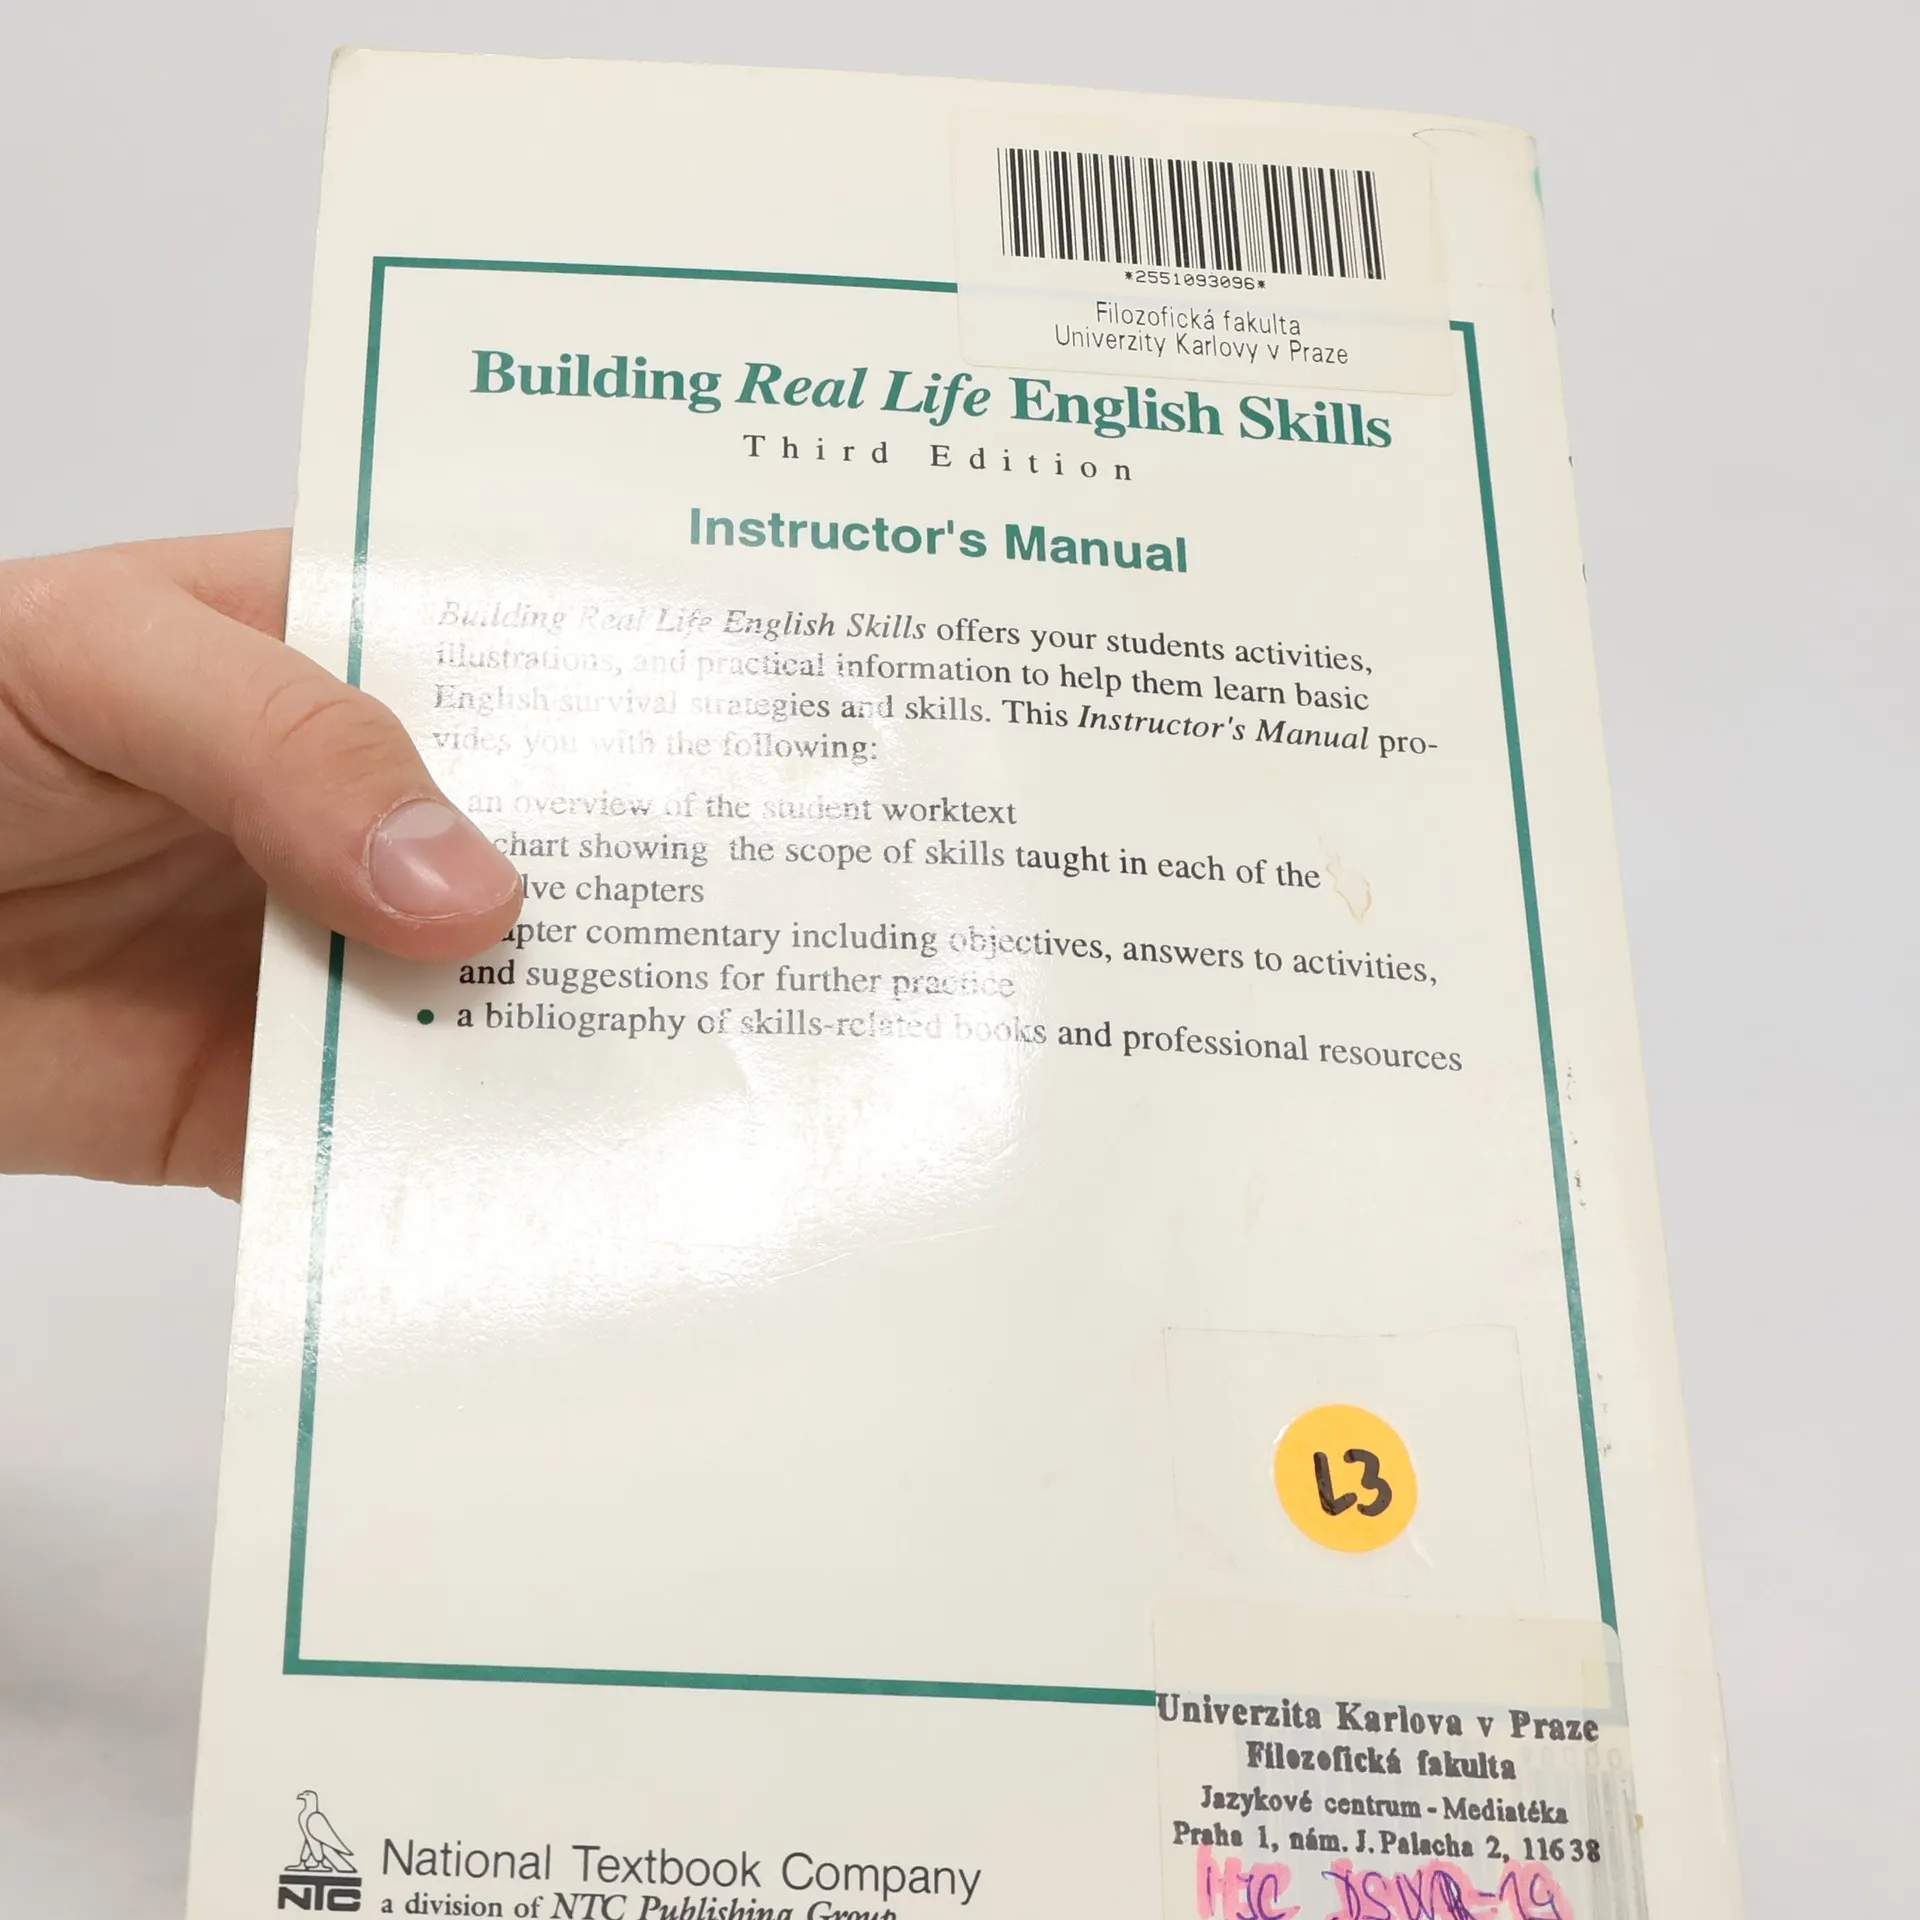 *2551093096*
Filozofická fakulta
Univerzity Karlovy v Praze
Building Real Life English Skills
Third Edition
Instructor's Manual
Building Real Life English Skills offers your students activities,
illustrations, and practical information to help them learn basic
English survival strategies and skills. This Instructor's Manual pro-
vides you with the following:
an overview of the student worktext
chart showing the scope of skills taught in each of the
lve chapters
apter commentary including objectives, answers to activities,
and suggestions for further practice
• a bibliography of skills-related books and professional resources
L3
Univerzita Karlova v Praze
Filozofická fakulta
Jazykové centrum - Mediatéka
Praha 1, nám. J. Palacha 2, 116 38
NTC
National Textbook Company
a division of NTC Publishing Group